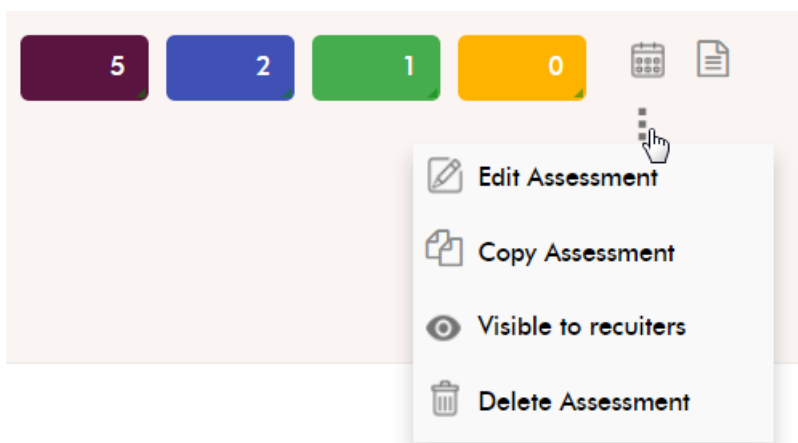 5 2 1 0
Edit Assessment
Copy Assessment
Visible to recuiters
Delete Assessment